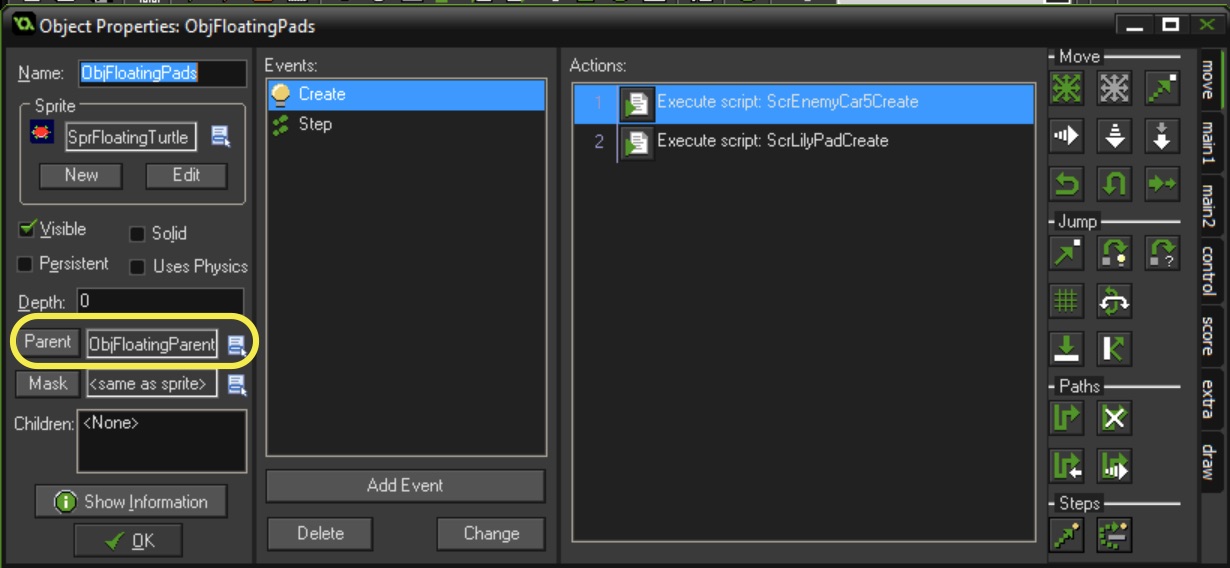 Object Properties: ObjFloatingPads
Name: ObjFloatingPads
Sprite
SprFloatingTurtle
New Edit
Visible Solid
Persistent Uses Physics
Depth: 0
Parent ObjFloatingParent
Mask <same as sprite>
Children: <None>
Show Information
OK
Events:
Create
Step
Add Event
Delete Change
Actions:
1 Execute script: ScrEnemyCar5Create
2 Execute script: ScrLilyPadCreate
Move
Jump
?
Paths
Steps
move
main1
main2
control
score
extra
draw